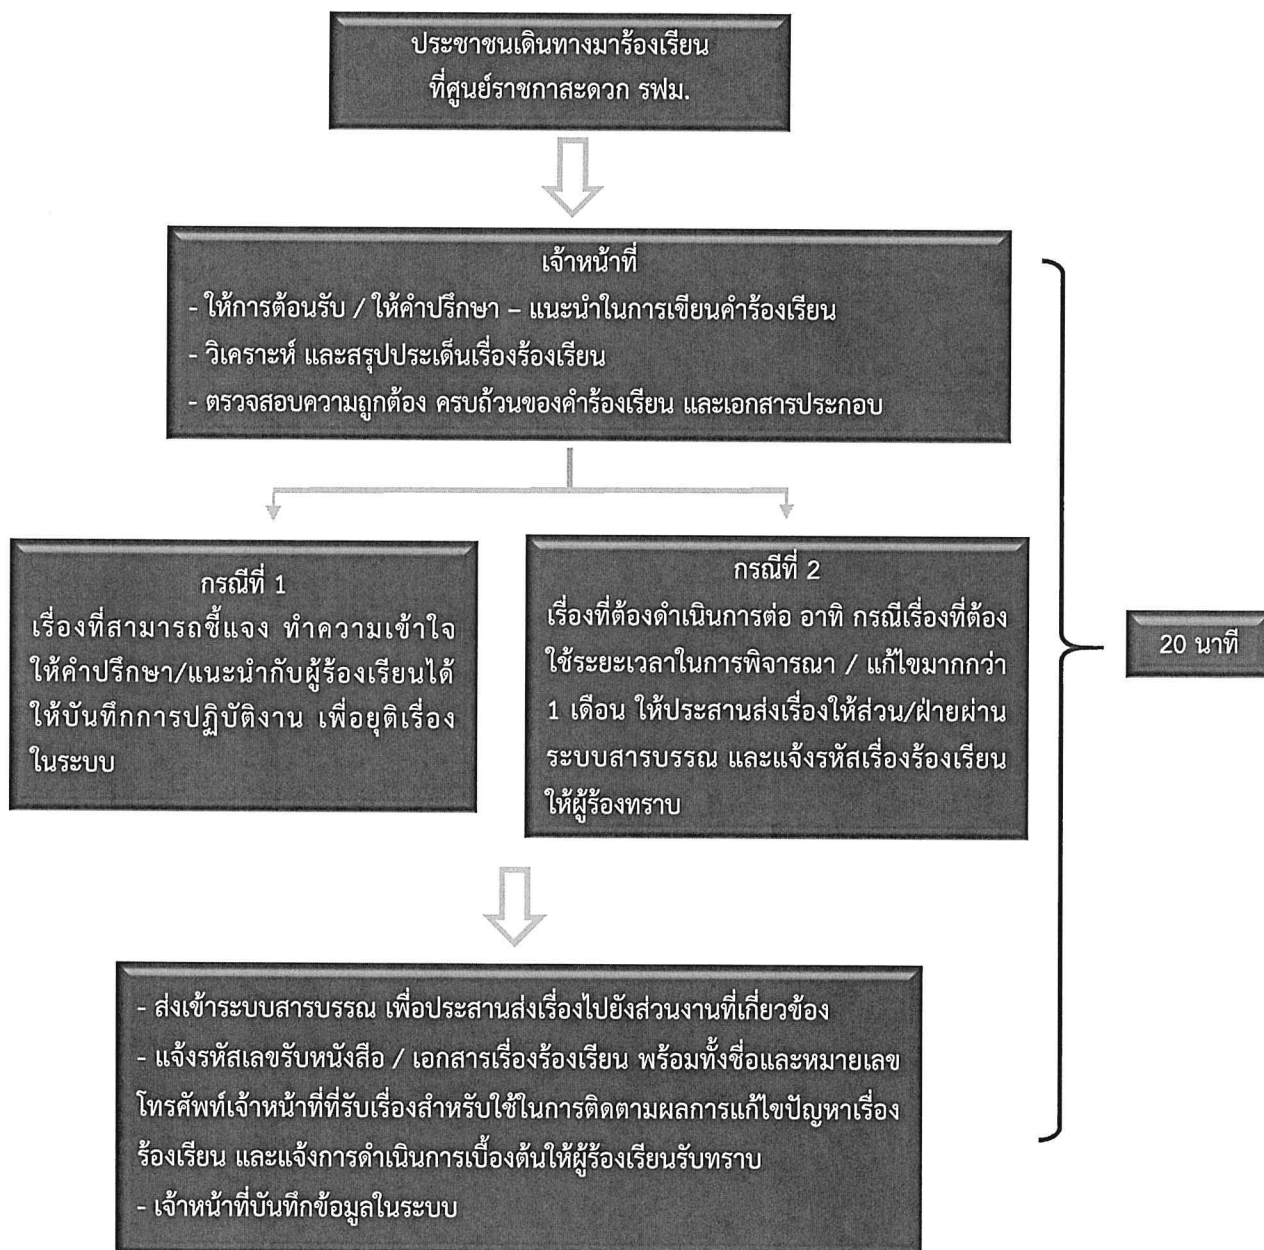 ประชาชนเดินทางมาร้องเรียน
ที่ศูนย์ราชกาสะดวก รฟม.
เจ้าหน้าที่
- ให้การต้อนรับ / ให้คำปรึกษา – แนะนำในการเขียนคำร้องเรียน
- วิเคราะห์ และสรุปประเด็นเรื่องร้องเรียน
- ตรวจสอบความถูกต้อง ครบถ้วนของคำร้องเรียน และเอกสารประกอบ
กรณีที่ 1
เรื่องที่สามารถชี้แจง ทำความเข้าใจ
ให้คำปรึกษา/แนะนำกับผู้ร้องเรียนได้
ให้บันทึกการปฏิบัติงาน เพื่อยุติเรื่อง
ในระบบ
กรณีที่ 2
เรื่องที่ต้องดำเนินการต่อ อาทิ กรณีเรื่องที่ต้อง
ใช้ระยะเวลาในการพิจารณา / แก้ไขมากกว่า
1 เดือน ให้ประสานส่งเรื่องให้ส่วน/ฝ่ายผ่าน
ระบบสารบรรณ และแจ้งรหัสเรื่องร้องเรียน
ให้ผู้ร้องทราบ
20 นาที
- ส่งเข้าระบบสารบรรณ เพื่อประสานส่งเรื่องไปยังส่วนงานที่เกี่ยวข้อง
- แจ้งรหัสเลขรับหนังสือ / เอกสารเรื่องร้องเรียน พร้อมทั้งชื่อและหมายเลข
โทรศัพท์เจ้าหน้าที่ที่รับเรื่องสำหรับใช้ในการติดตามผลการแก้ไขปัญหาเรื่อง
ร้องเรียน และแจ้งการดำเนินการเบื้องต้นให้ผู้ร้องเรียนรับทราบ
- เจ้าหน้าที่บันทึกข้อมูลในระบบ